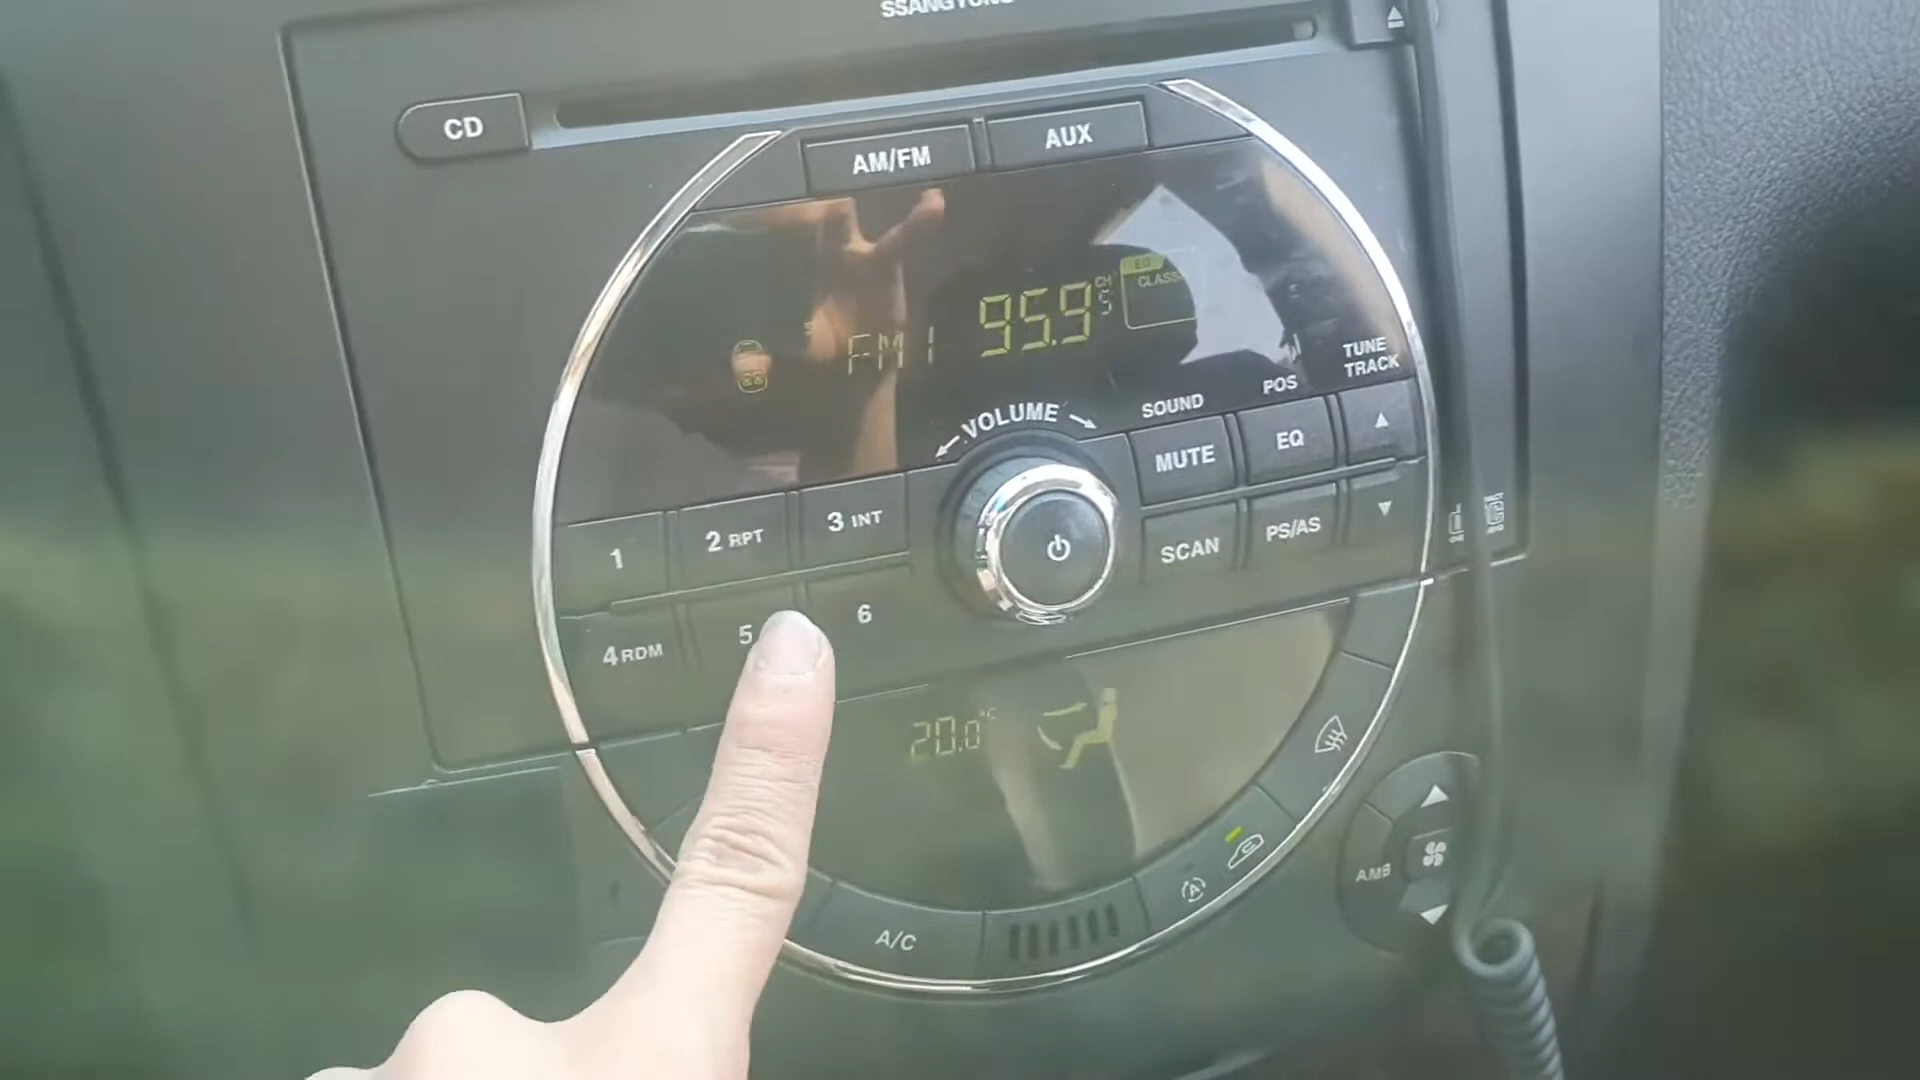 SSANGYONG
CD
AM/FM
AUX
EQ
CLASS
FM1
95.9
CH
5
TUNE
TRACK
POS
SOUND
VOLUME
MUTE
EQ
1
2 RPT
3 INT
SCAN
PS/AS
4 RDM
5
6
20.0°C
AMB
A
A/C